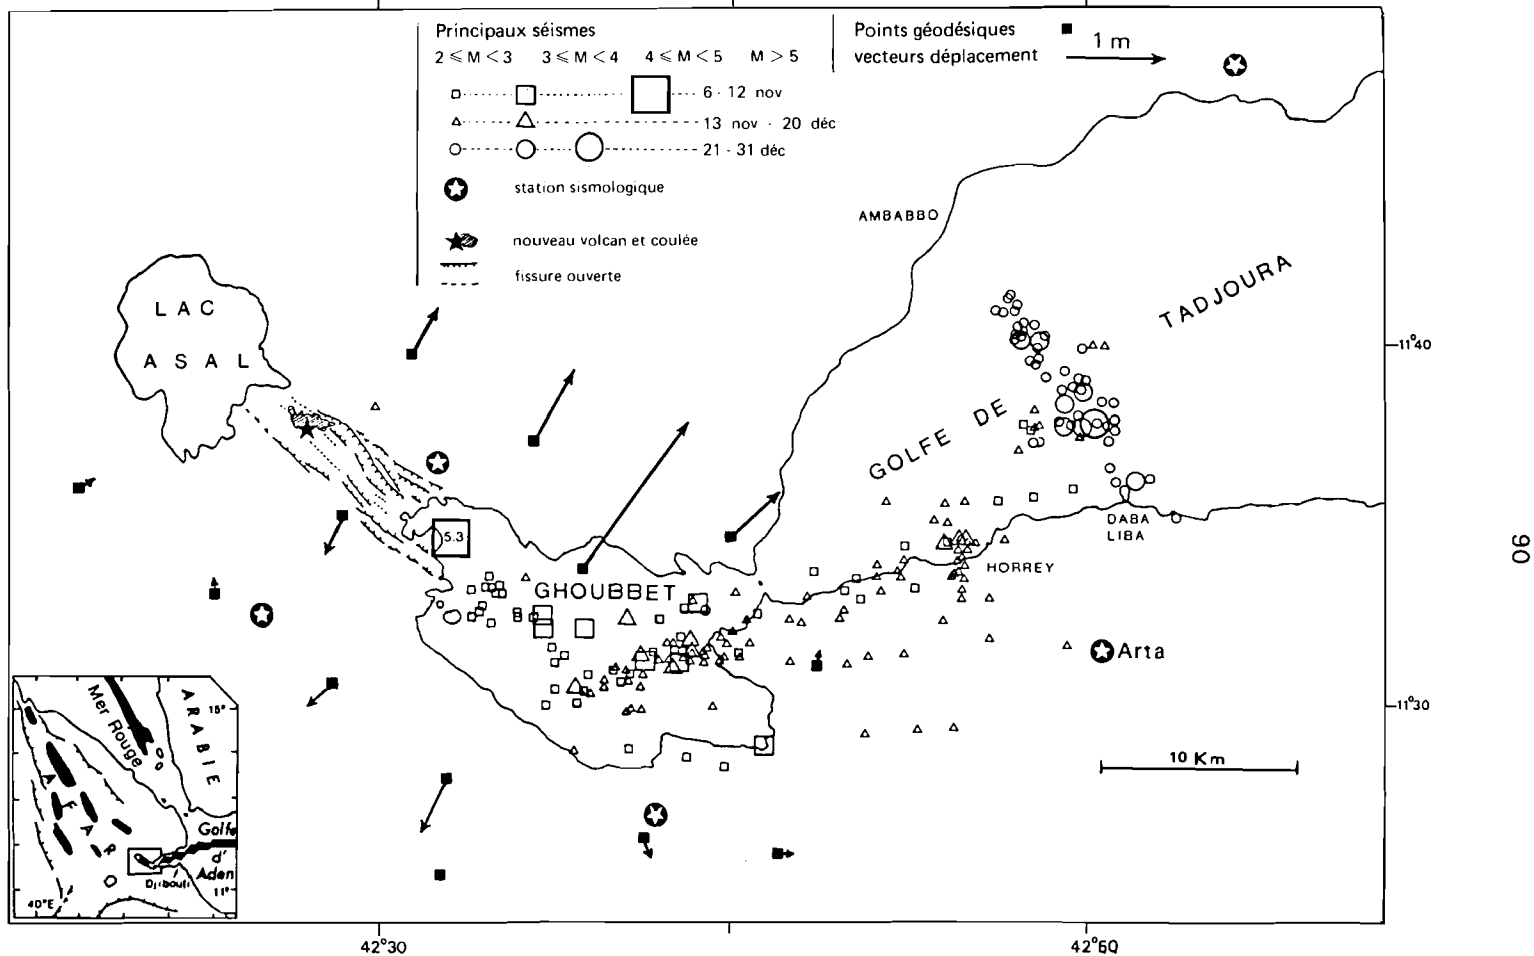 Principaux séismes
2 ⩽ M < 3 3 ⩽ M < 4 4 ⩽ M < 5 M > 5
6 - 12 nov
13 nov - 20 déc
21 - 31 déc
station sismologique
nouveau volcan et coulée
fissure ouverte
Points géodésiques
vecteurs déplacement
1 m
AMBABBO
LAC
ASAL
GOLFE DE TADJOURA
11°40
5.3
GHOUBBET
DABA
LIBA
HORREY
Arta
11°30
10 Km
90
Mer Rouge
ARABIE
15°
AFAR
Golfe
d'
Aden
Djibouti
11°
40°E
42°30
42°60